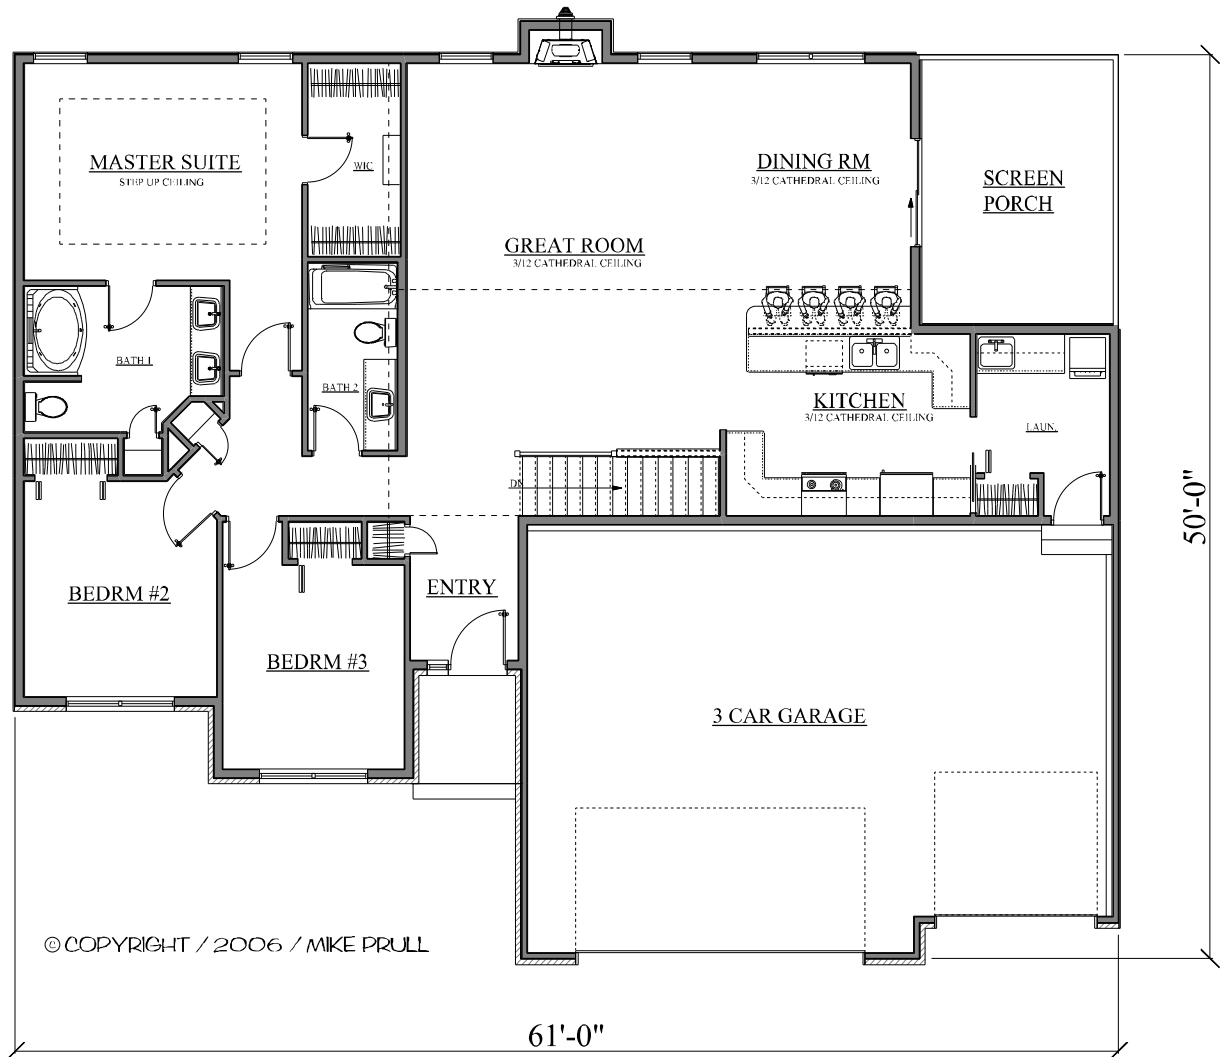 MASTER SUITE
STEP UP CEILING
WIC
DINING RM
3/12 CATHEDRAL CEILING
SCREEN
PORCH
GREAT ROOM
3/12 CATHEDRAL CEILING
BATH 1
BATH 2
KITCHEN
3/12 CATHEDRAL CEILING
LAUN.
DN
50'-0"
ENTRY
BEDRM #2
BEDRM #3
3 CAR GARAGE
© COPYRIGHT / 2006 / MIKE PRULL
61'-0"